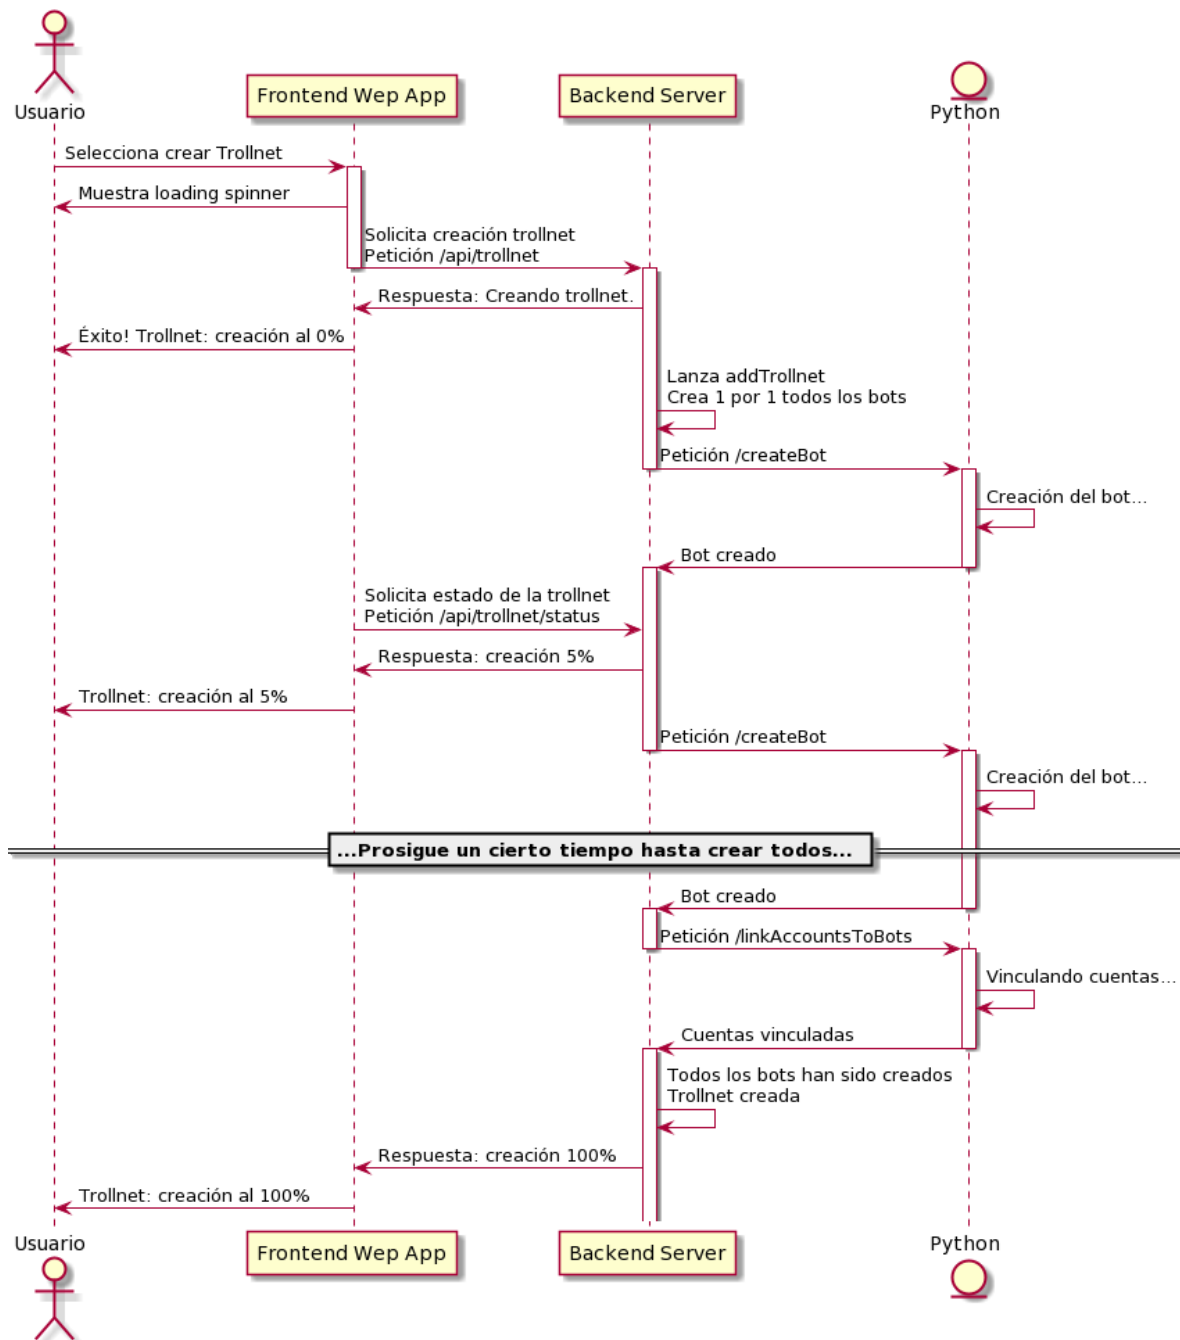 Usuario
Frontend Wep App
Backend Server
Python
Selecciona crear Trollnet
Muestra loading spinner
Solicita creación trollnet
Petición /api/trollnet
Respuesta: Creando trollnet.
Éxito! Trollnet: creación al 0%
Lanza addTrollnet
Crea 1 por 1 todos los bots
Petición /createBot
Creación del bot...
Bot creado
Solicita estado de la trollnet
Petición /api/trollnet/status
Respuesta: creación 5%
Trollnet: creación al 5%
Petición /createBot
Creación del bot...
...Prosigue un cierto tiempo hasta crear todos...
Bot creado
Petición /linkAccountsToBots
Vinculando cuentas...
Cuentas vinculadas
Todos los bots han sido creados
Trollnet creada
Respuesta: creación 100%
Trollnet: creación al 100%
Usuario
Frontend Wep App
Backend Server
Python